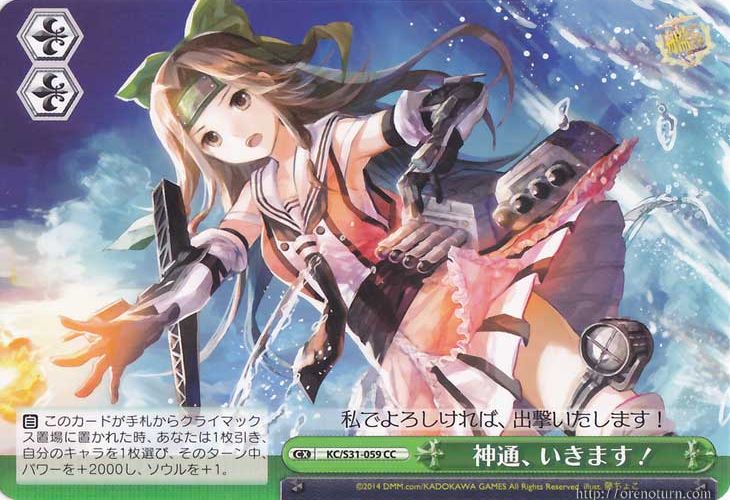 私でよろしければ、出撃いたします!
自 このカードが手札からクライマック
ス置場に置かれた時、あなたは1枚引き、
自分のキャラを1枚選び、そのターン中、
パワーを+2000し、ソウルを+1。
CX KC/S31-059 CC
神通、いきます!
©2014 DMM.com/KADOKAWA GAMES All Rights Reserved.
http://orenoturn.com